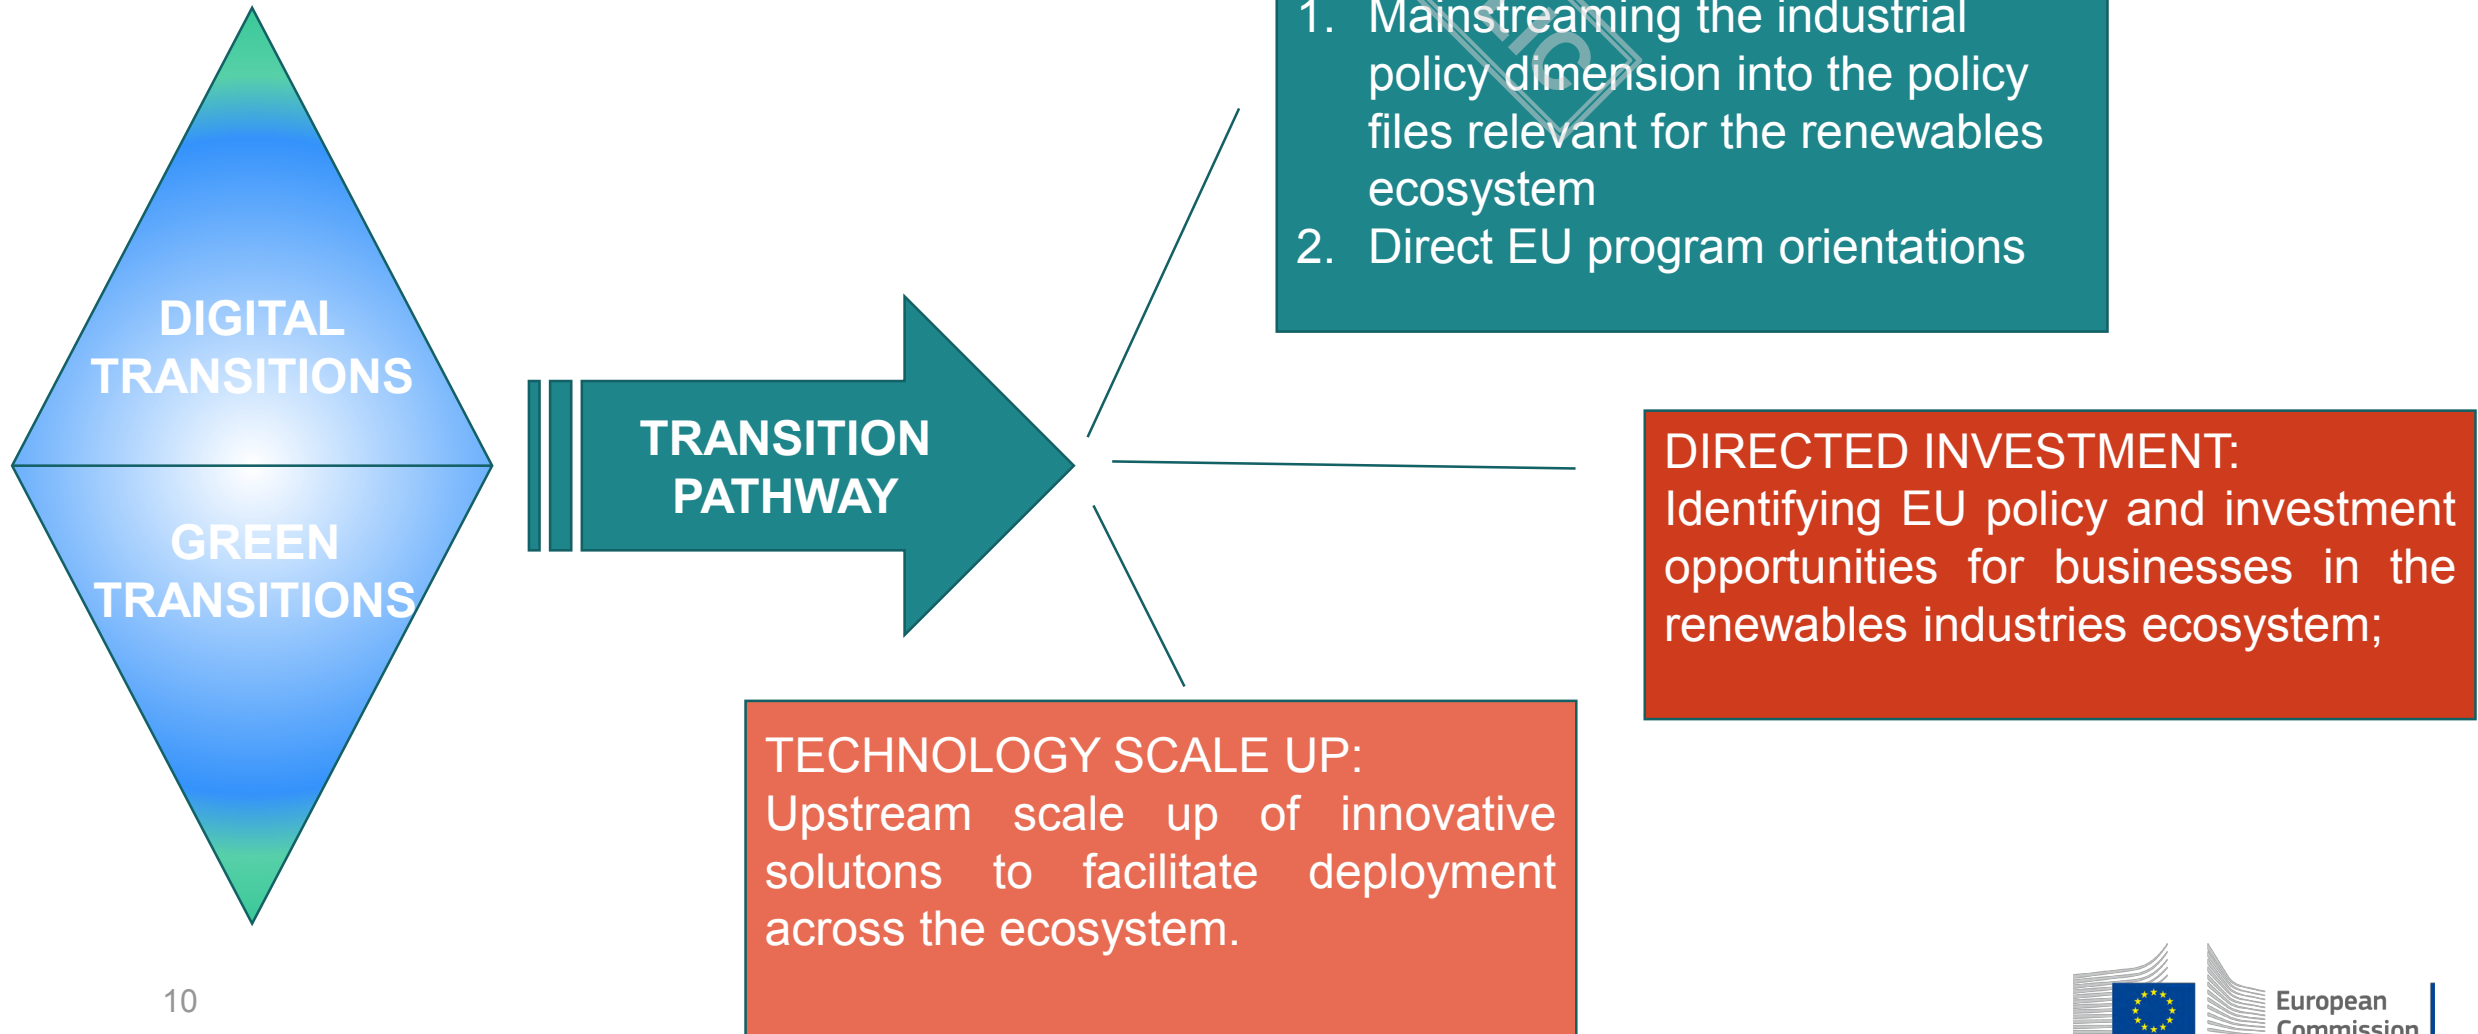 1. Mainstreaming the industrial
policy dimension into the policy
files relevant for the renewables
ecosystem
2. Direct EU program orientations
DIGITAL
TRANSITIONS
GREEN
TRANSITIONS
TRANSITION
PATHWAY
DIRECTED INVESTMENT:
Identifying EU policy and investment
opportunities for businesses in the
renewables industries ecosystem;
TECHNOLOGY SCALE UP:
Upstream scale up of innovative
solutons to facilitate deployment
across the ecosystem.
10
European
Commission